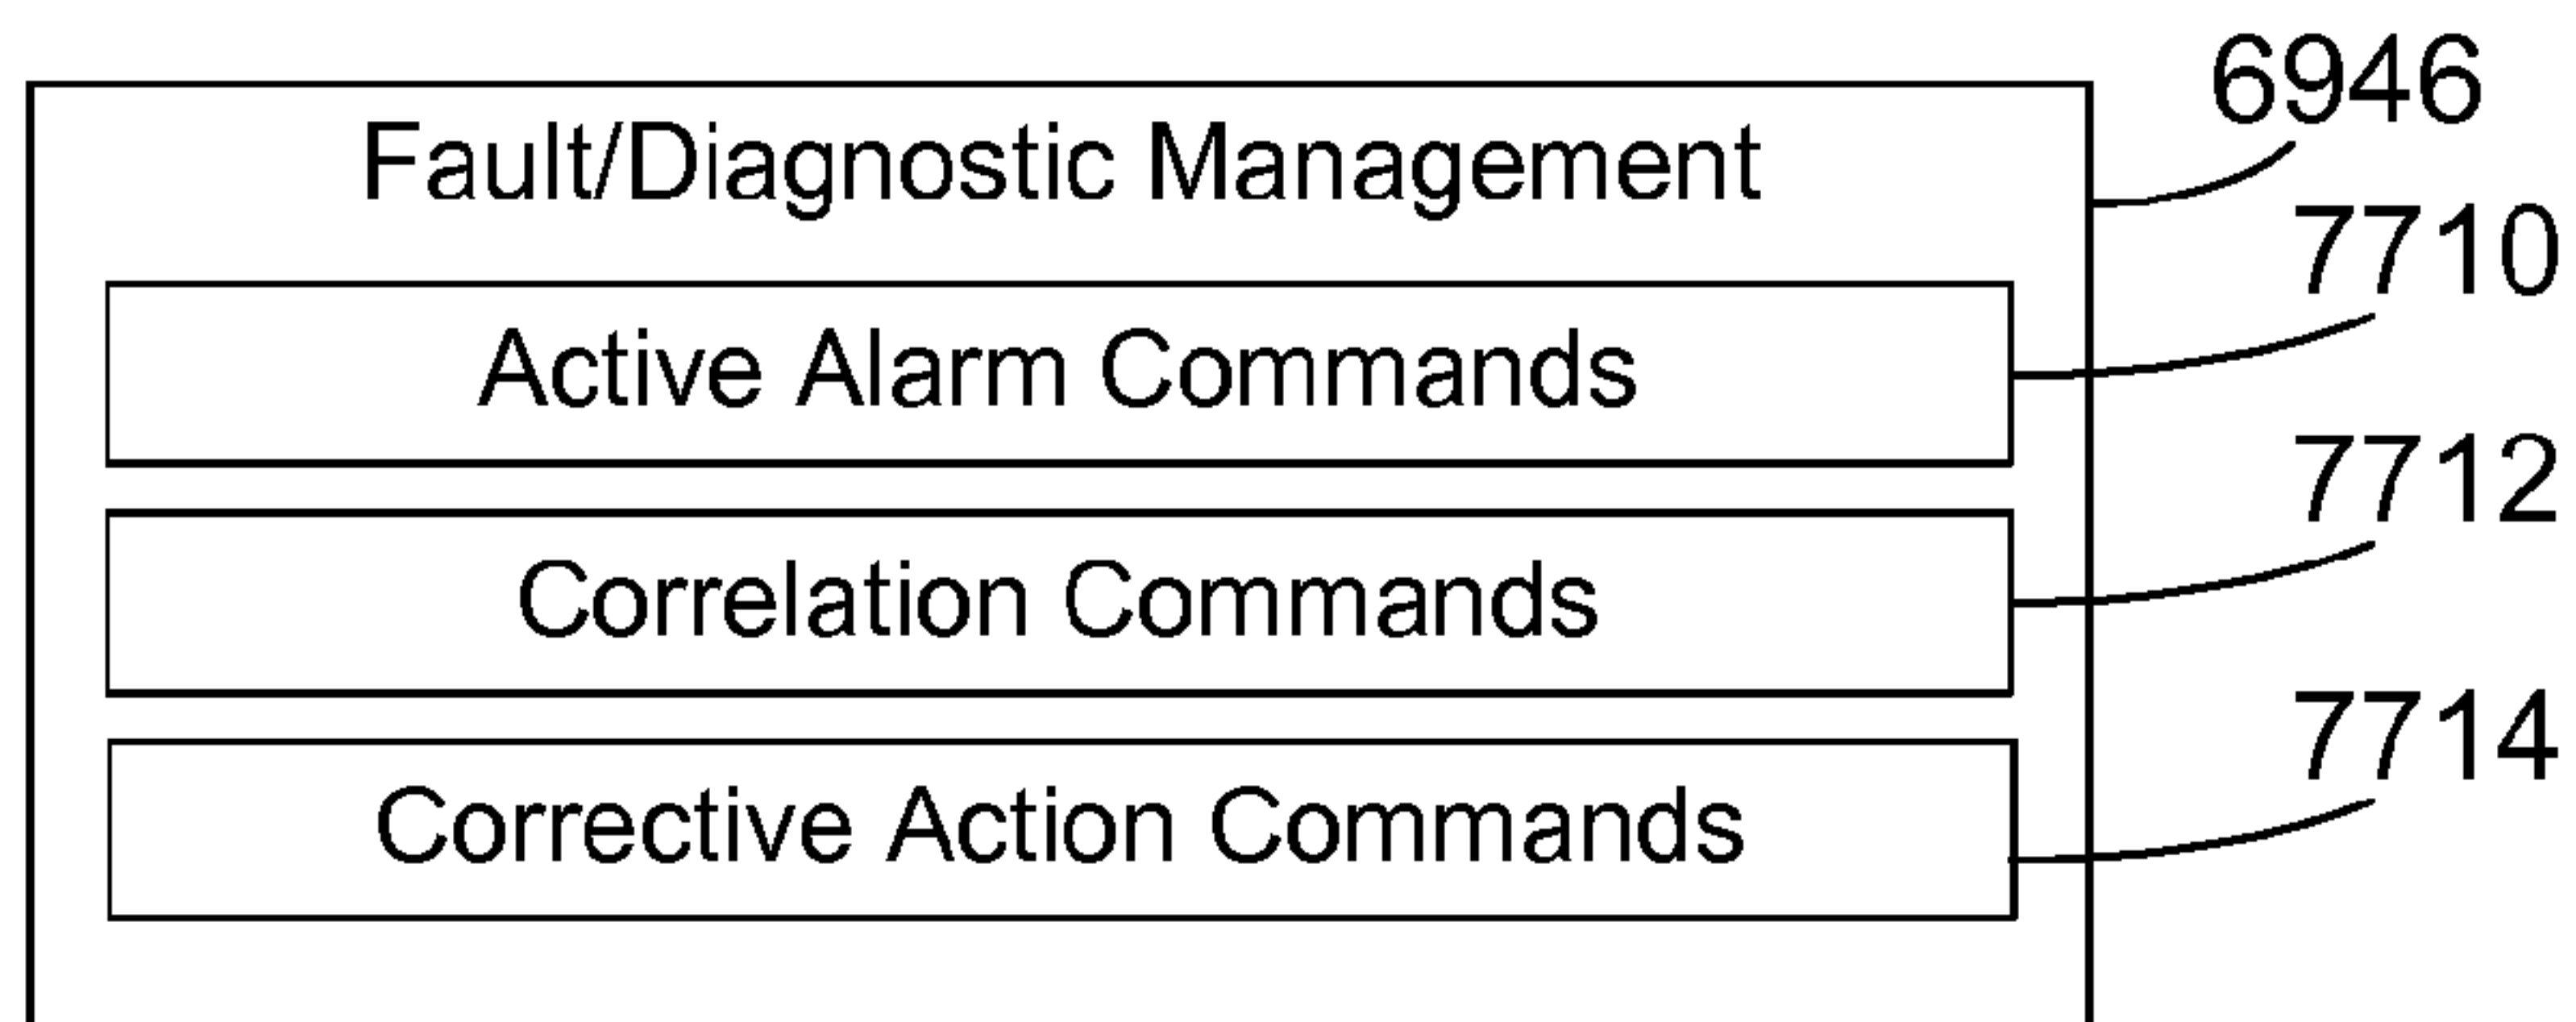 6946
Fault/Diagnostic Management
7710
Active Alarm Commands
7712
Correlation Commands
7714
Corrective Action Commands